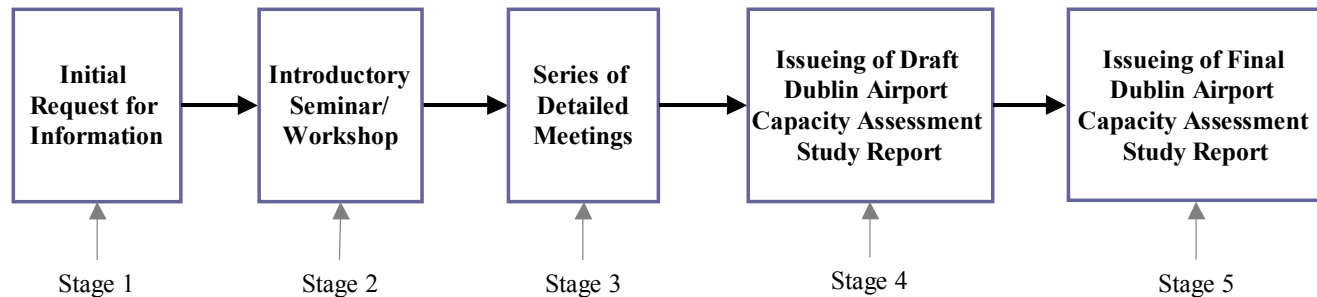 Initial
Request for
Information
Introductory
Seminar/
Workshop
Series of
Detailed
Meetings
Issueing of Draft
Dublin Airport
Capacity Assessment
Study Report
Issueing of Final
Dublin Airport
Capacity Assessment
Study Report
Stage 1
Stage 2
Stage 3
Stage 4
Stage 5